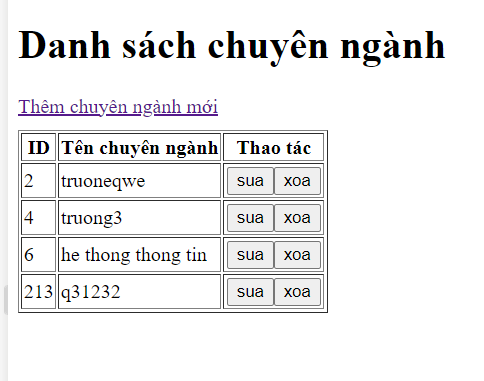 Danh sách chuyên ngành
Thêm chuyên ngành mới
ID Tên chuyên ngành Thao tác
2 truoneqwe sua xoa
4 truong3 sua xoa
6 he thong thong tin sua xoa
213 q31232 sua xoa